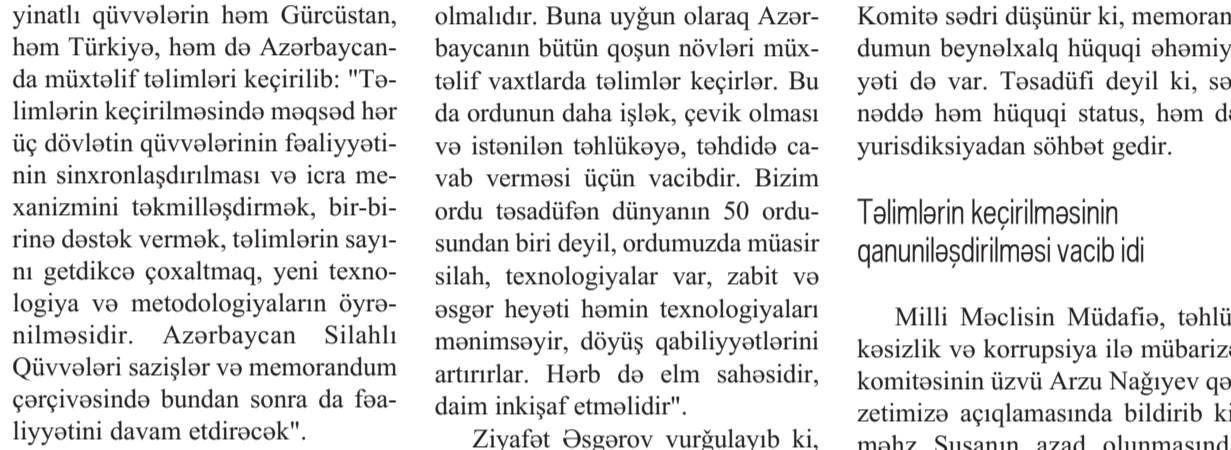 yinatlı qüvvələrin həm Gürcüstan,
həm Türkiyə, həm də Azərbaycan-
da müxtəlif təlimləri keçirilib: "Tə-
limlərin keçirilməsində məqsəd hər
üç dövlətin qüvvələrinin fəaliyyəti-
nin sinxronlaşdırılması və icra me-
xanizmini təkmilləşdirmək, bir-bi-
rinə dəstək vermək, təlimlərin sayı-
nı getdikcə çoxaltmaq, yeni texno-
logiya və metodologiyaların öyrə-
nilməsidir. Azərbaycan Silahlı
Qüvvələri sazişlər və memorandum
çərçivəsində bundan sonra da fəa-
liyyətini davam etdirəcək".
olmalıdır. Buna uyğun olaraq Azər-
baycanın bütün qoşun növləri müx-
təlif vaxtlarda təlimlər keçirlər. Bu
da ordunun daha işlək, çevik olması
və istənilən təhlükəyə, təhdidə ca-
vab verməsi üçün vacibdir. Bizim
ordu təsadüfən dünyanın 50 ordu-
sundan biri deyil, ordumuzda müasir
silah, texnologiyalar var, zabit və
əsgər heyəti həmin texnologiyaları
mənimsəyir, döyüş qabiliyyətlərini
artırırlar. Hərb də elm sahəsidir,
daim inkişaf etməlidir".
Ziyafət Əsgərov vurğulayıb ki,
Komitə sədri düşünür ki, memoran
dumun beynəlxalq hüquqi əhəmiy
yəti də var. Təsadüfi deyil ki, sə
nəddə həm hüquqi status, həm də
yurisdiksiyadan söhbət gedir.
Təlimlərin keçirilməsinin
qanuniləşdirilməsi vacib idi
Milli Məclisin Müdafiə, təhlü
kəsizlik və korrupsiya ilə mübarizə
komitəsinin üzvü Arzu Nağıyev qə
zetimizə açıqlamasında bildirib ki
məhz Şuşanın azad olunmasınd